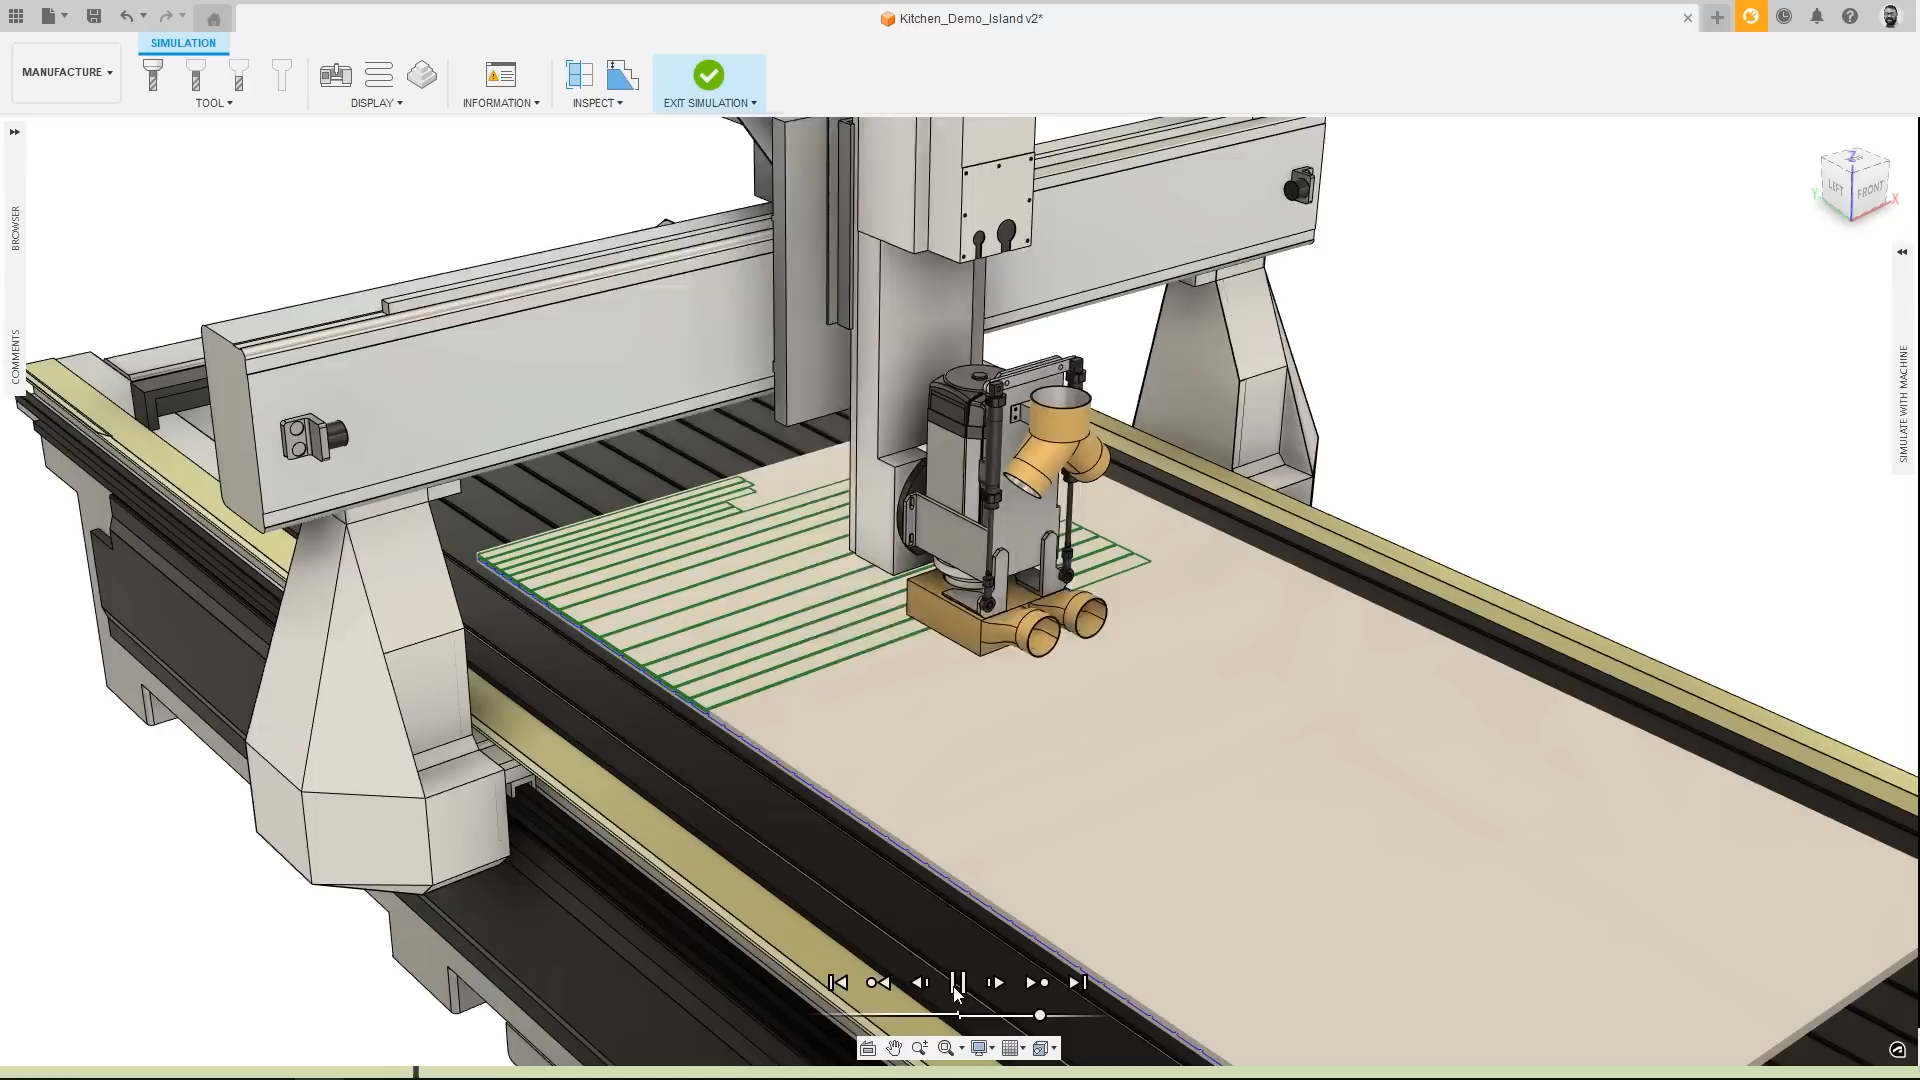 Kitchen_Demo_Island v2*
SIMULATION
MANUFACTURE
TOOL
DISPLAY
INFORMATION
INSPECT
EXIT SIMULATION
BROWSER
COMMENTS
SIMULATE WITH MACHINE
Z
LEFT
FRONT
Y
X